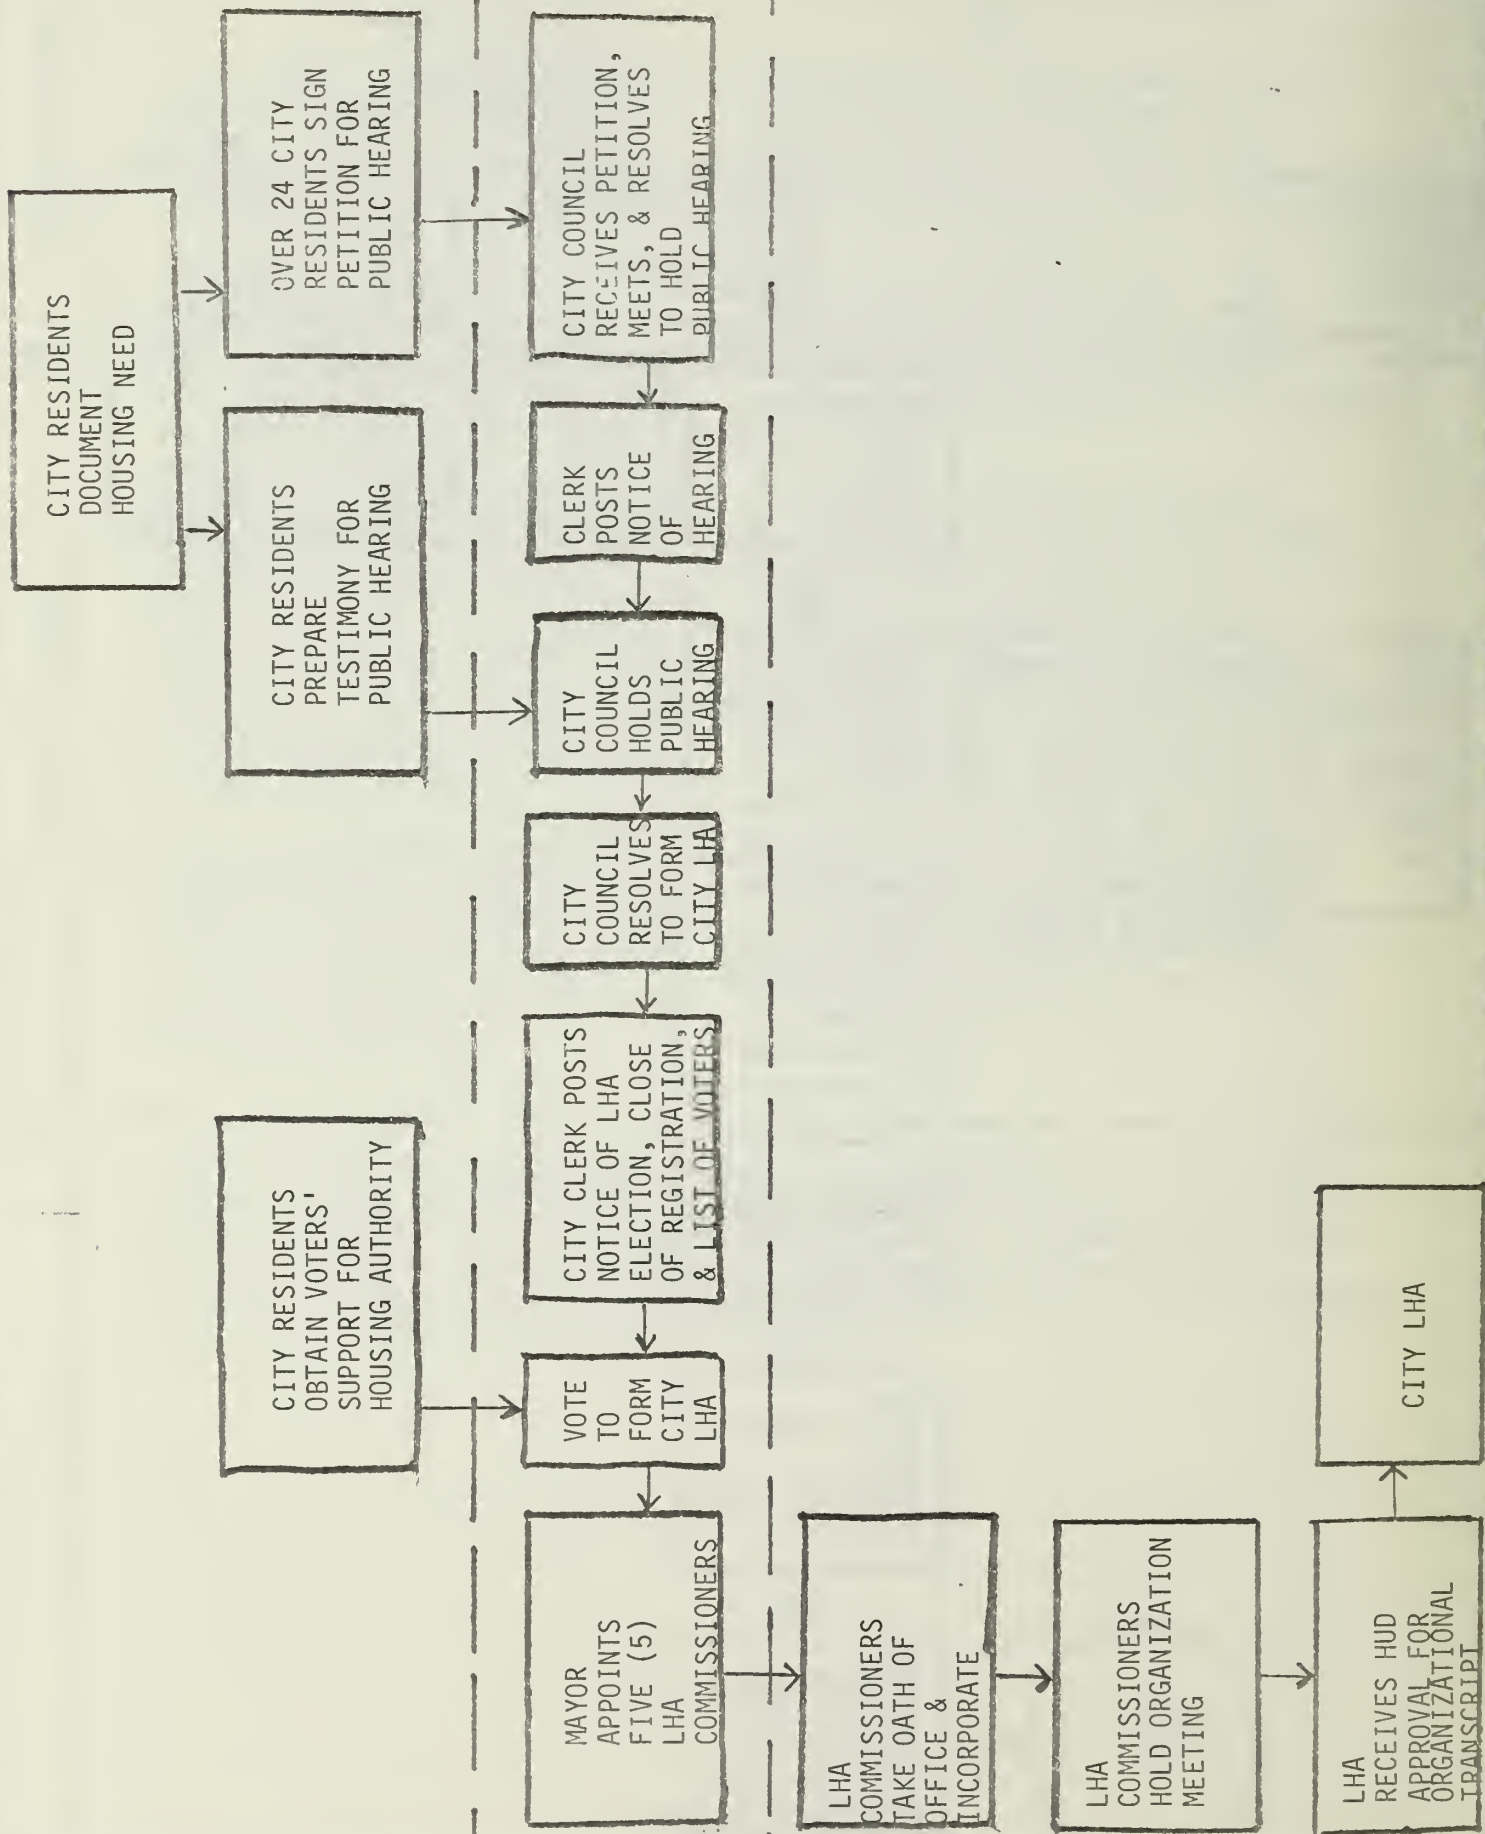 CITY RESIDENTS
DOCUMENT
HOUSING NEED
OVER 24 CITY
RESIDENTS SIGN
PETITION FOR
PUBLIC HEARING
CITY RESIDENTS
PREPARE
TESTIMONY FOR
PUBLIC HEARING
CITY RESIDENTS
OBTAIN VOTERS'
SUPPORT FOR
HOUSING AUTHORITY
CITY COUNCIL
RECEIVES PETITION,
MEETS, & RESOLVES
TO HOLD
PUBLIC HEARING
CLERK
POSTS
NOTICE
OF
HEARING
CITY
COUNCIL
HOLDS
PUBLIC
HEARING
CITY
COUNCIL
RESOLVES
TO FORM
CITY LHA
CITY CLERK POSTS
NOTICE OF LHA
ELECTION, CLOSE
OF REGISTRATION,
& LIST OF VOTERS
VOTE
TO
FORM
CITY
LHA
MAYOR
APPOINTS
FIVE (5)
LHA
COMMISSIONERS
LHA
COMMISSIONERS
TAKE OATH OF
OFFICE &
INCORPORATE
LHA
COMMISSIONERS
HOLD ORGANIZATION
MEETING
LHA
RECEIVES HUD
APPROVAL FOR
ORGANIZATIONAL
TRANSCRIPT
CITY LHA